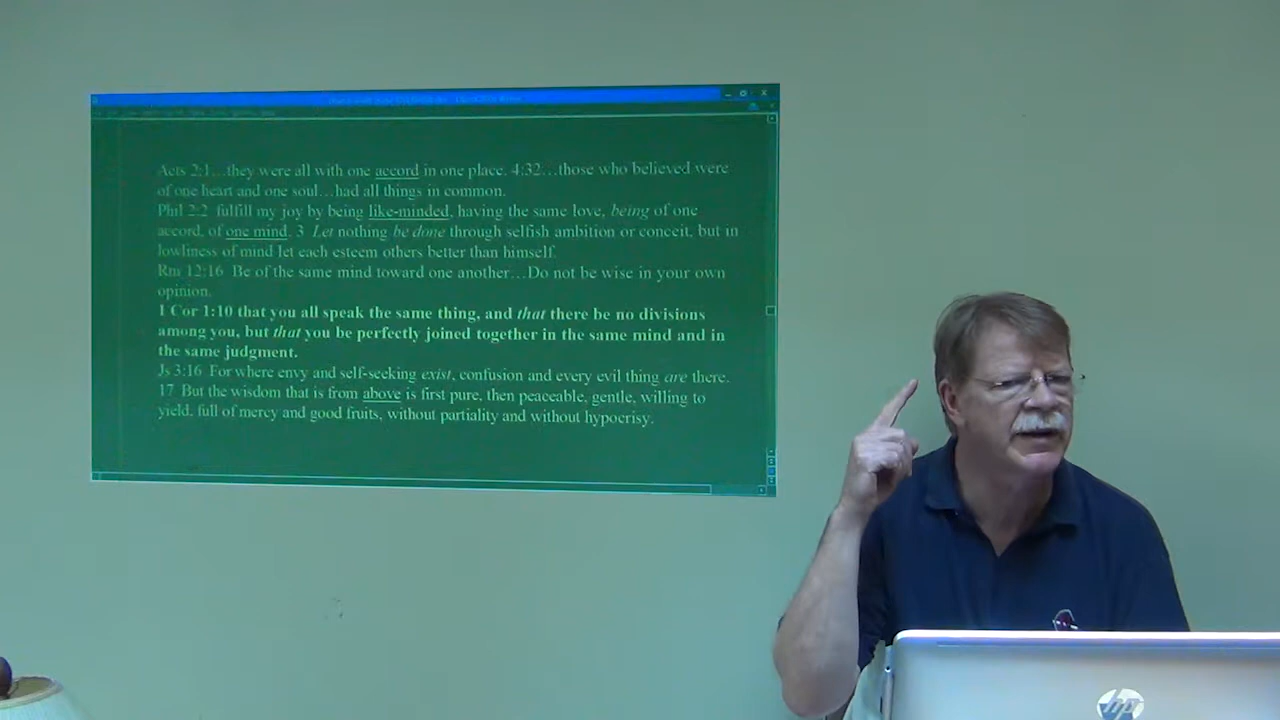 Acts 2:1…they were all with one accord in one place. 4:32…those who believed were
of one heart and one soul…had all things in common.
Phil 2:2 fulfill my joy by being like-minded, having the same love, being of one
accord, of one mind. 3 Let nothing be done through selfish ambition or conceit, but in
lowliness of mind let each esteem others better than himself.
Rm 12:16 Be of the same mind toward one another…Do not be wise in your own
opinion.
1 Cor 1:10 that you all speak the same thing, and that there be no divisions
among you, but that you be perfectly joined together in the same mind and in
the same judgment.
Js 3:16 For where envy and self-seeking exist, confusion and every evil thing are there.
17 But the wisdom that is from above is first pure, then peaceable, gentle, willing to
yield, full of mercy and good fruits, without partiality and without hypocrisy.
hp